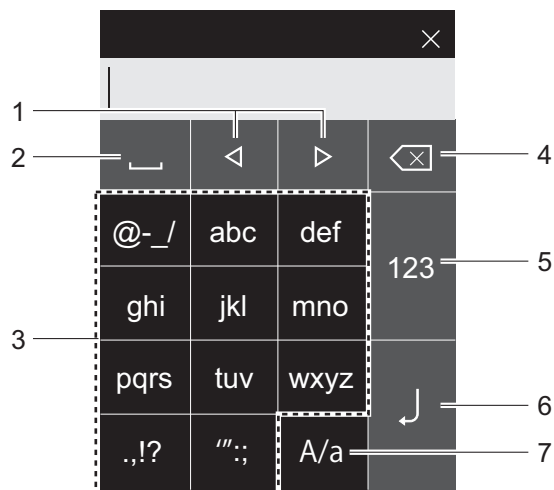 1
2
4
@-_/ abc def
123
5
ghi jkl mno
3
pqrs tuv wxyz
6
.,!? ‘”:; A/a
7